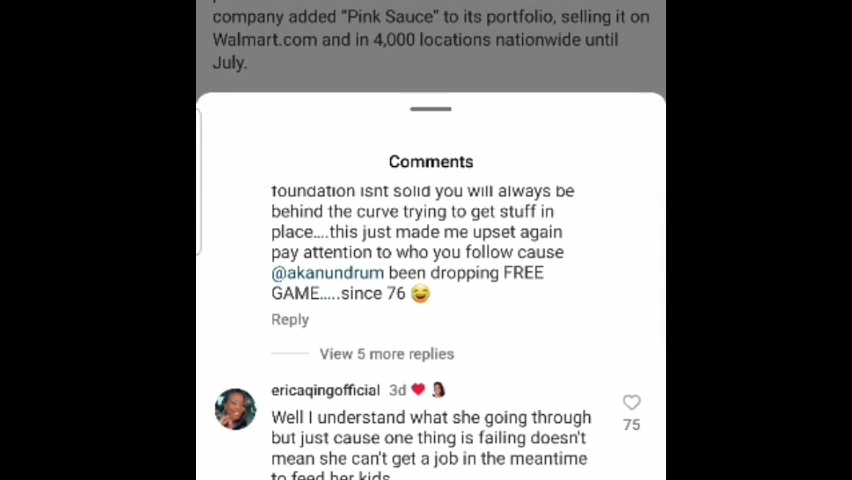 company added “Pink Sauce” to its portfolio, selling it on
Walmart.com and in 4,000 locations nationwide until
July.
Comments
foundation isnt solid you will always be
behind the curve trying to get stuff in
place....this just made me upset again
pay attention to who you follow cause
@akanundrum been dropping FREE
GAME.....since 76 😅
Reply
View 5 more replies
ericaqingofficial 3d
Well I understand what she going through
75
but just cause one thing is failing doesn't
mean she can't get a job in the meantime
to feed her kids